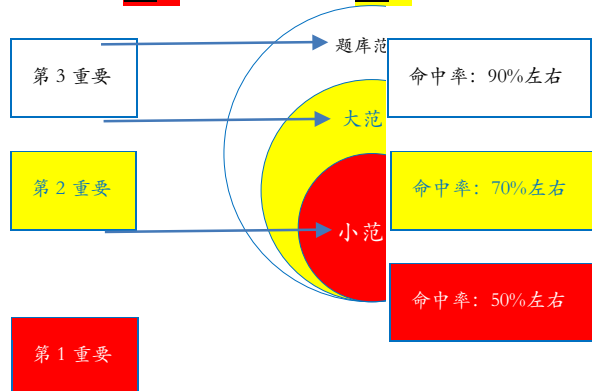 题库范
第 3 重要
命中率：90%左右
大范
第 2 重要
命中率：70%左右
小范
命中率：50%左右
第 1 重要